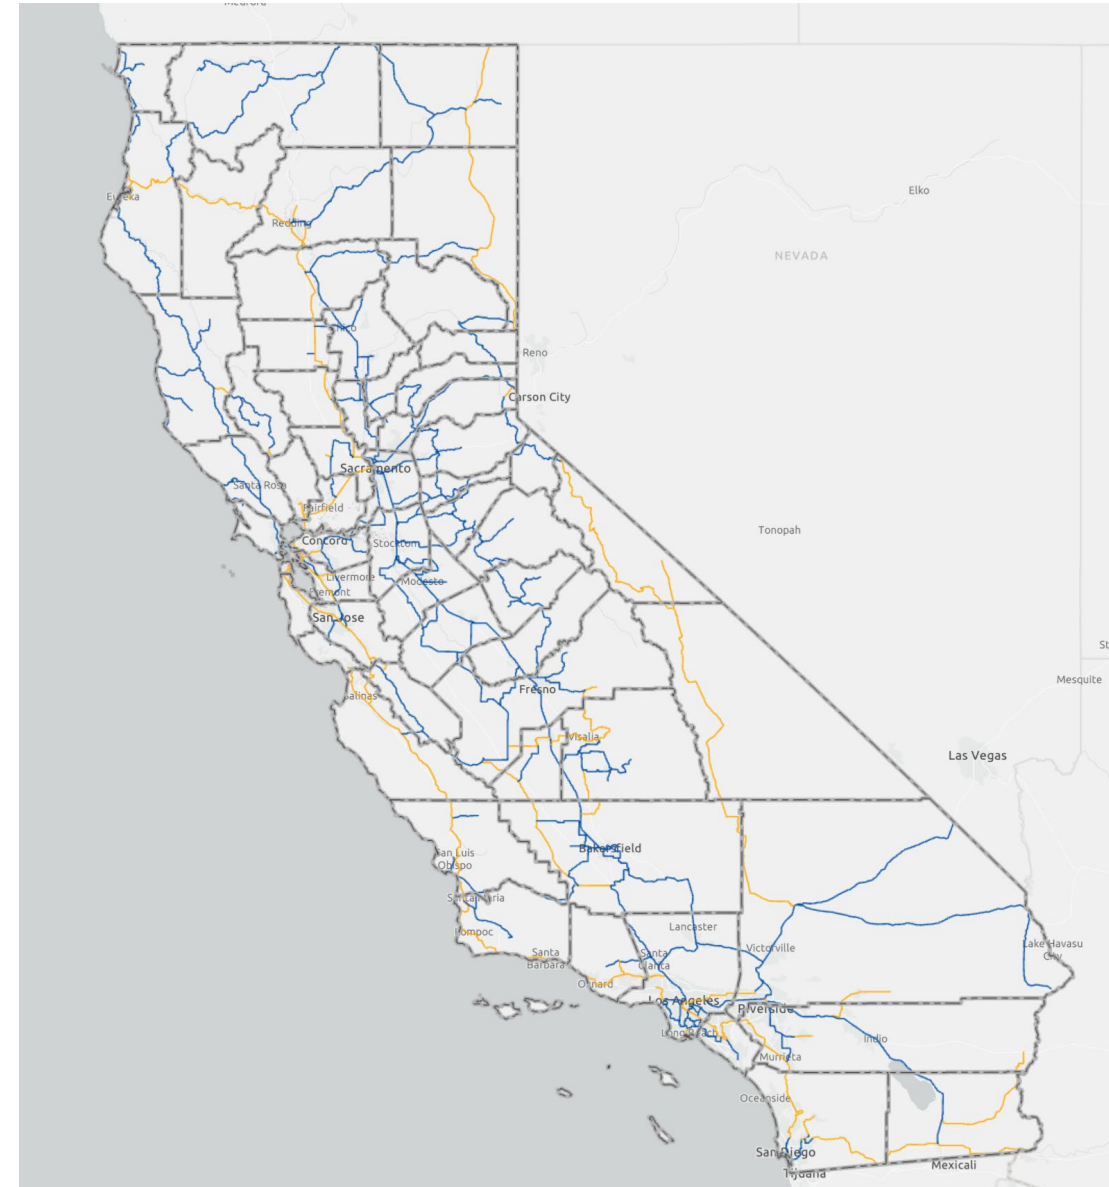 Medford
Elko
Eureka
Redding
NEVADA
Chico
Reno
Carson City
Sacramento
Santa Rosa
Fairfield
Tonopah
Concord
Stockton
Livermore
Modesto
Fremont
San Jose
St
Mesquite
Fresno
Salinas
Visalia
Las Vegas
Bakersfield
San Luis
Obispo
Santa Maria
Lancaster
Lompoc
Santa
Barbara
Santa
Clarita
Victorville
Lake Havasu
City
Oxnard
Los Angeles
Riverside
Long Beach
Indio
Murrieta
Oceanside
San Diego
Mexicali
Tijuana